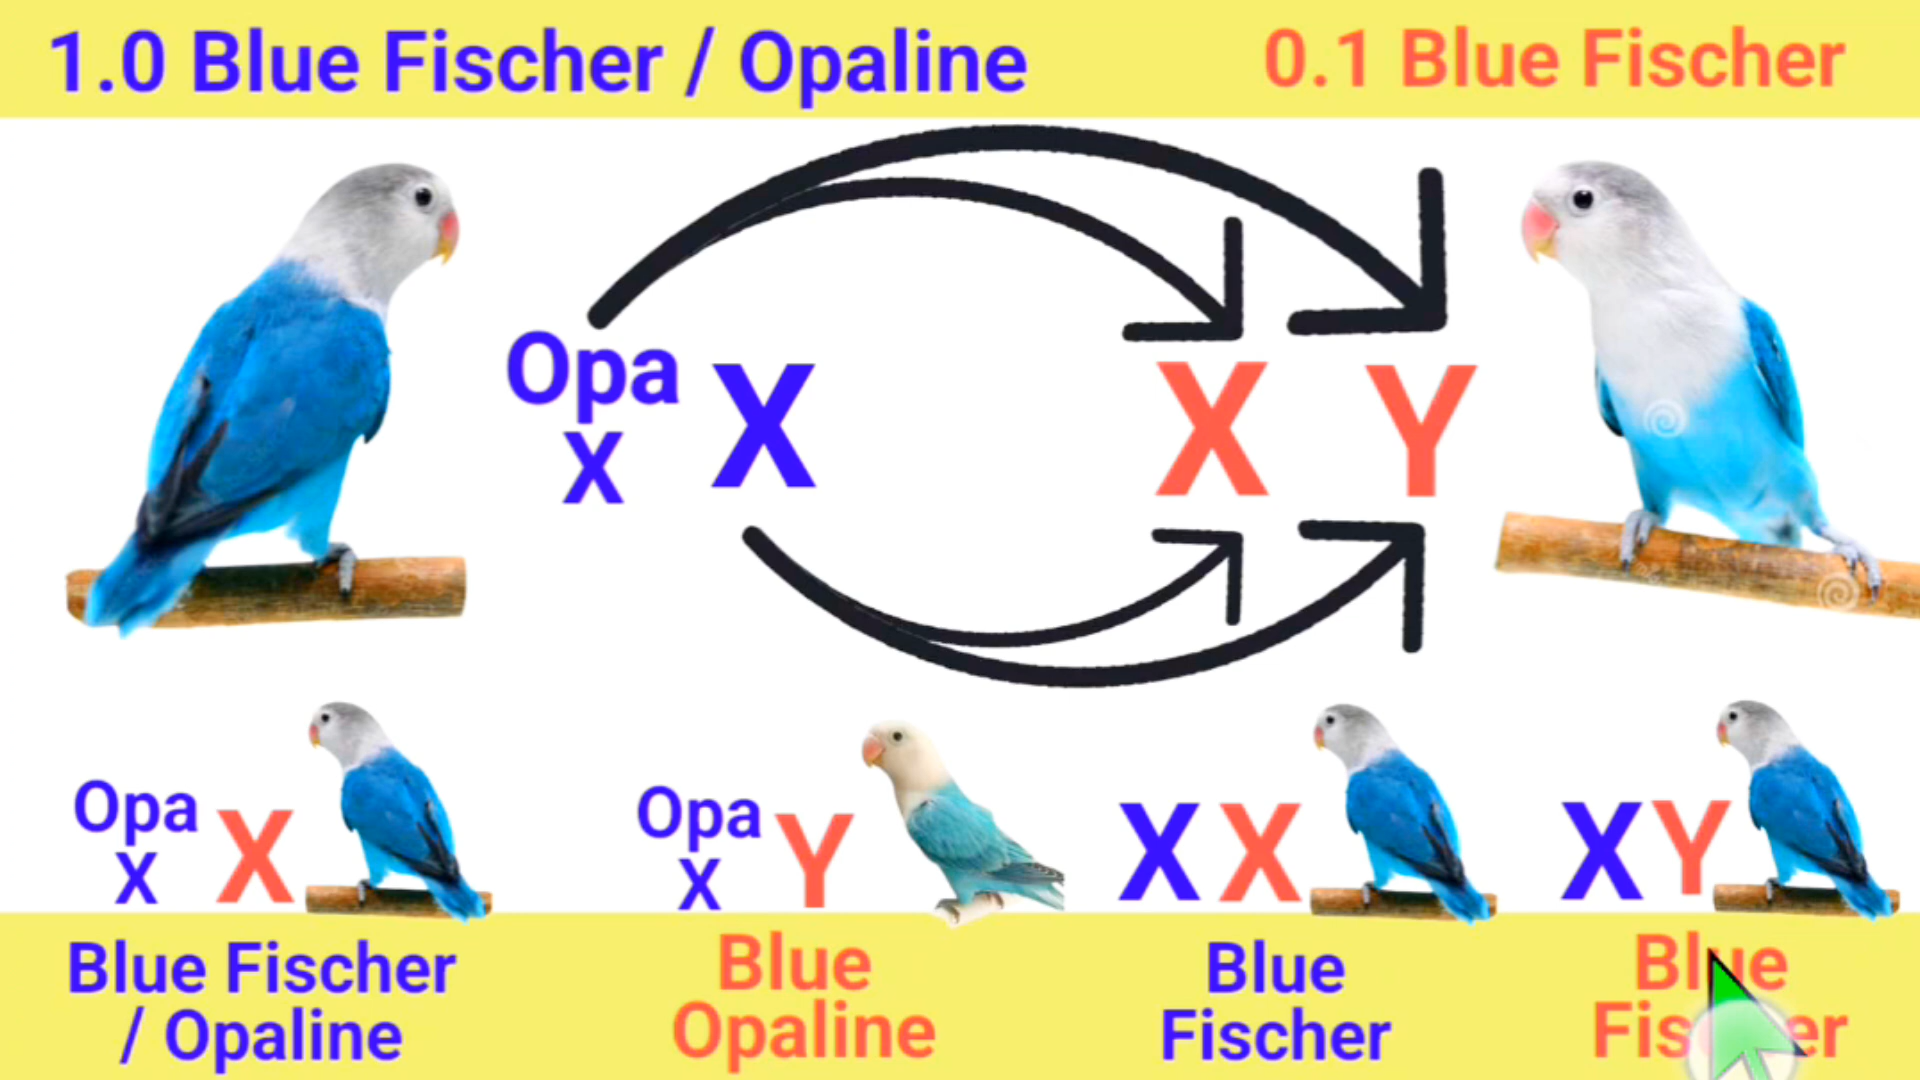 1.0 Blue Fischer / Opaline
0.1 Blue Fischer
Opa
X X
X Y
Opa
X X
Opa
X Y
X X
X Y
Blue Fischer
/ Opaline
Blue
Opaline
Blue
Fischer
Blue
Fischer